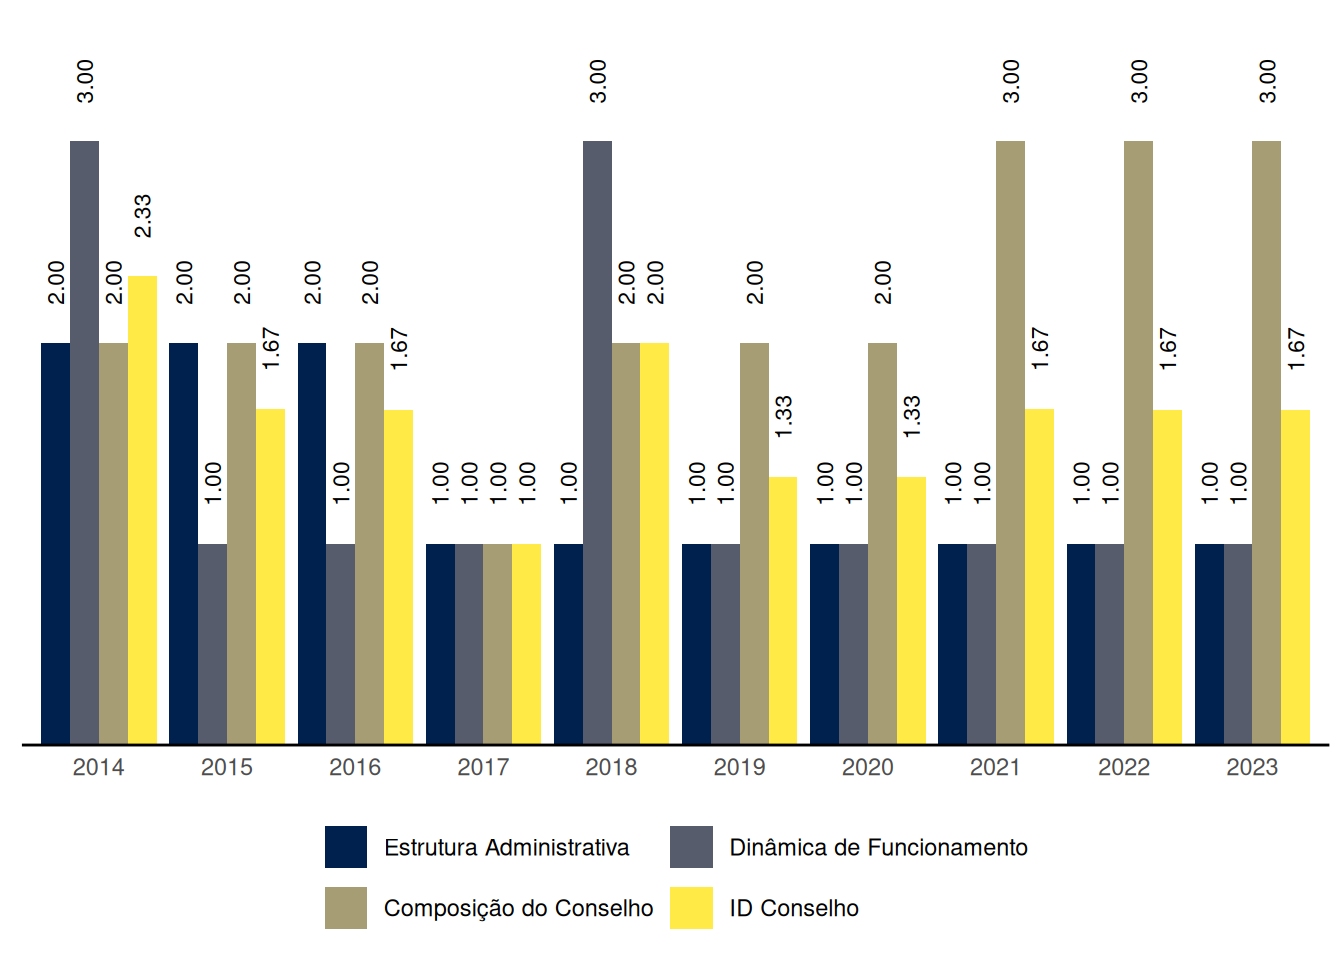 3.00 3.00 3.00 3.00 3.00
2.33
2.00 2.00 2.00 2.00 2.00 2.00 2.00 2.00 2.00 2.00
1.67 1.67 1.67 1.67 1.67
1.33 1.33
1.00 1.00 1.00 1.00 1.00 1.00 1.00 1.00 1.00 1.00 1.00 1.00 1.00 1.00 1.00 1.00 1.00
2014 2015 2016 2017 2018 2019 2020 2021 2022 2023
Estrutura Administrativa Dinâmica de Funcionamento
Composição do Conselho ID Conselho